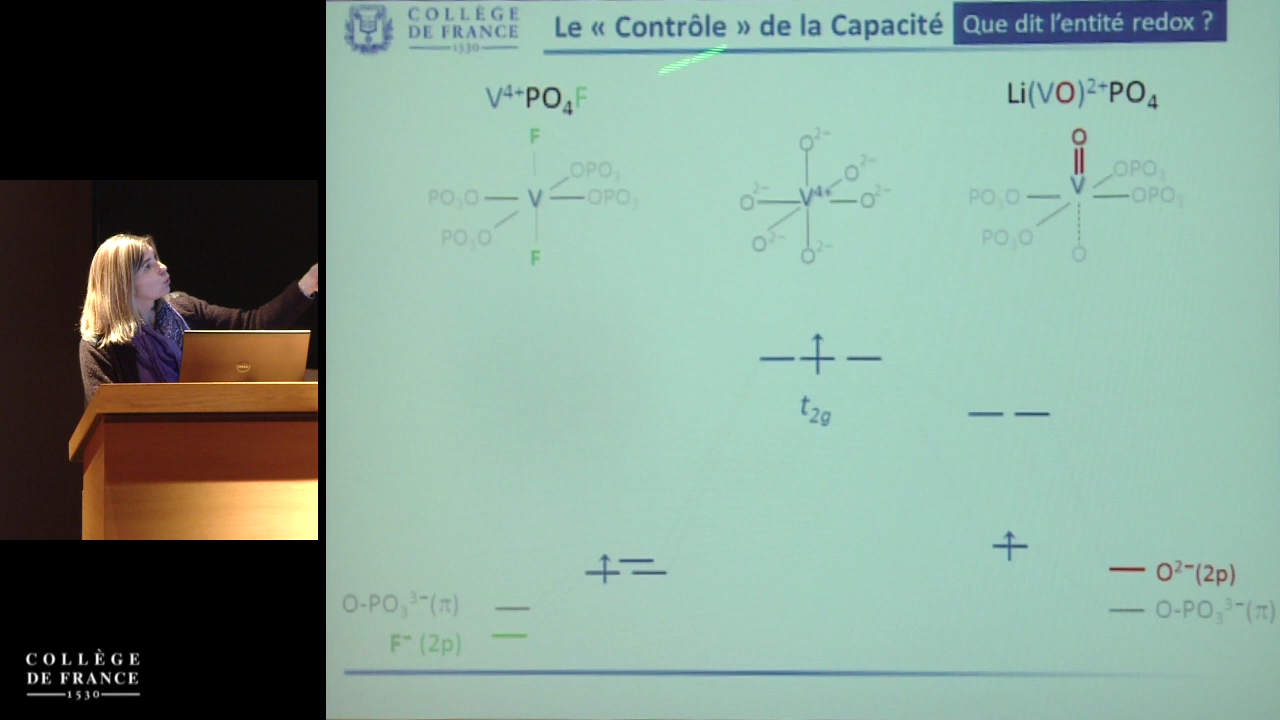 COLLÈGE
DE FRANCE
1530
Le « Contrôle » de la Capacité
Que dit l'entité redox ?
V⁴⁺PO₄F
Li(VO)²⁺PO₄
F
OPO₃
PO₃O
V
OPO₃
PO₃O
F
O²⁻
O²⁻
O²⁻
V⁴⁺
O²⁻
O²⁻
O²⁻
O
OPO₃
PO₃O
V
OPO₃
PO₃O
O
t₂g
O-PO₃³⁻(π)
F⁻ (2p)
O²⁻(2p)
O-PO₃³⁻(π)
DELL
COLLÈGE
DE FRANCE
1530